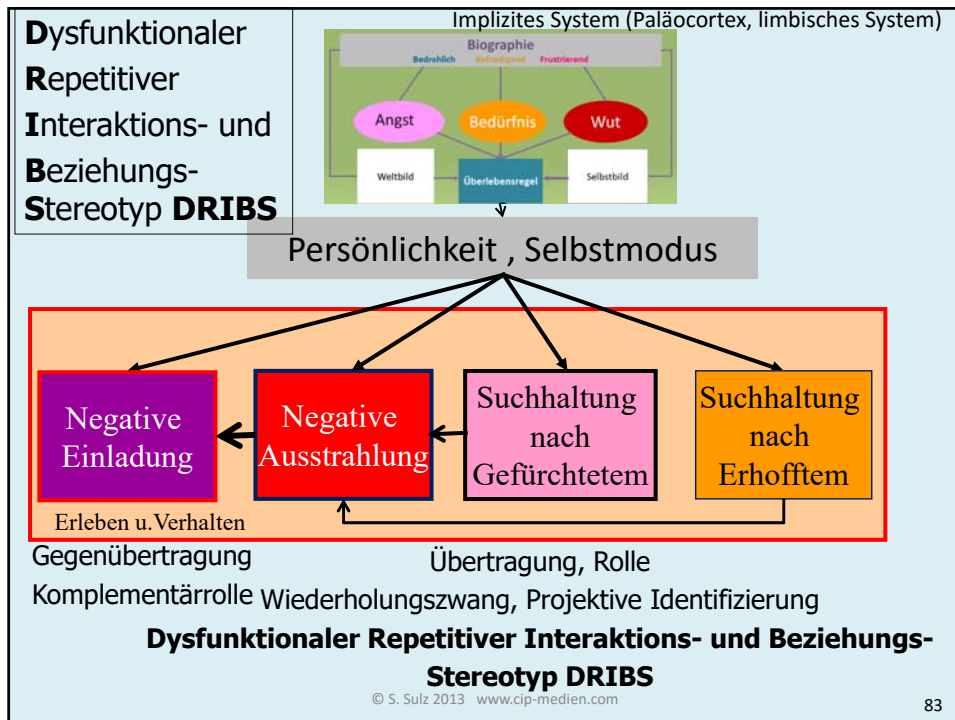 Dysfunktionaler
Repetitiver
Interaktions- und
Beziehungs-
Stereotyp DRIBS
Implizites System (Paläocortex, limbisches System)
Biographie
Bedrohlich Befriedigend Frustrierend
Angst
Bedürfnis
Wut
Weltbild
Überlebensregel
Selbstbild
Persönlichkeit , Selbstmodus
Negative
Einladung
Negative
Ausstrahlung
Suchhaltung
nach
Gefürchtetem
Suchhaltung
nach
Erhofftem
Erleben u.Verhalten
Gegenübertragung
Übertragung, Rolle
Komplementärrolle
Wiederholungszwang, Projektive Identifizierung
Dysfunktionaler Repetitiver Interaktions- und Beziehungs-
Stereotyp DRIBS
© S. Sulz 2013 www.cip-medien.com
83